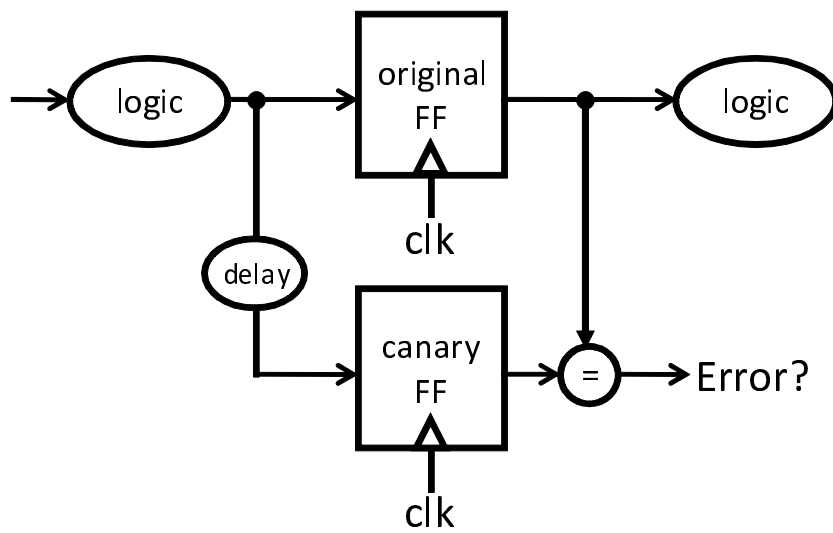 logic
original
FF
logic
clk
delay
canary
FF
=
Error?
clk